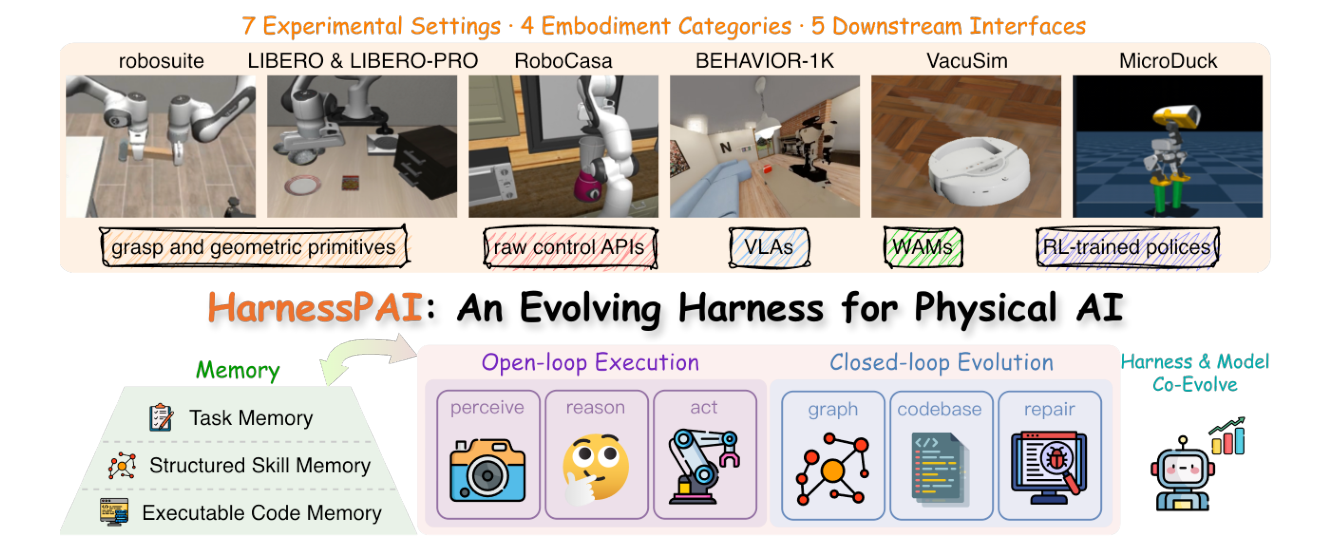 7 Experimental Settings · 4 Embodiment Categories · 5 Downstream Interfaces
robosuite
LIBERO & LIBERO-PRO
RoboCasa
BEHAVIOR-1K
VacuSim
MicroDuck
N
grasp and geometric primitives
raw control APIs
VLAs
WAMs
RL-trained polices
HarnessPAI: An Evolving Harness for Physical AI
Memory
Task Memory
Structured Skill Memory
Executable Code Memory
Open-loop Execution
perceive
reason
act
Closed-loop Evolution
graph
codebase
</>
repair
Harness & Model
Co-Evolve